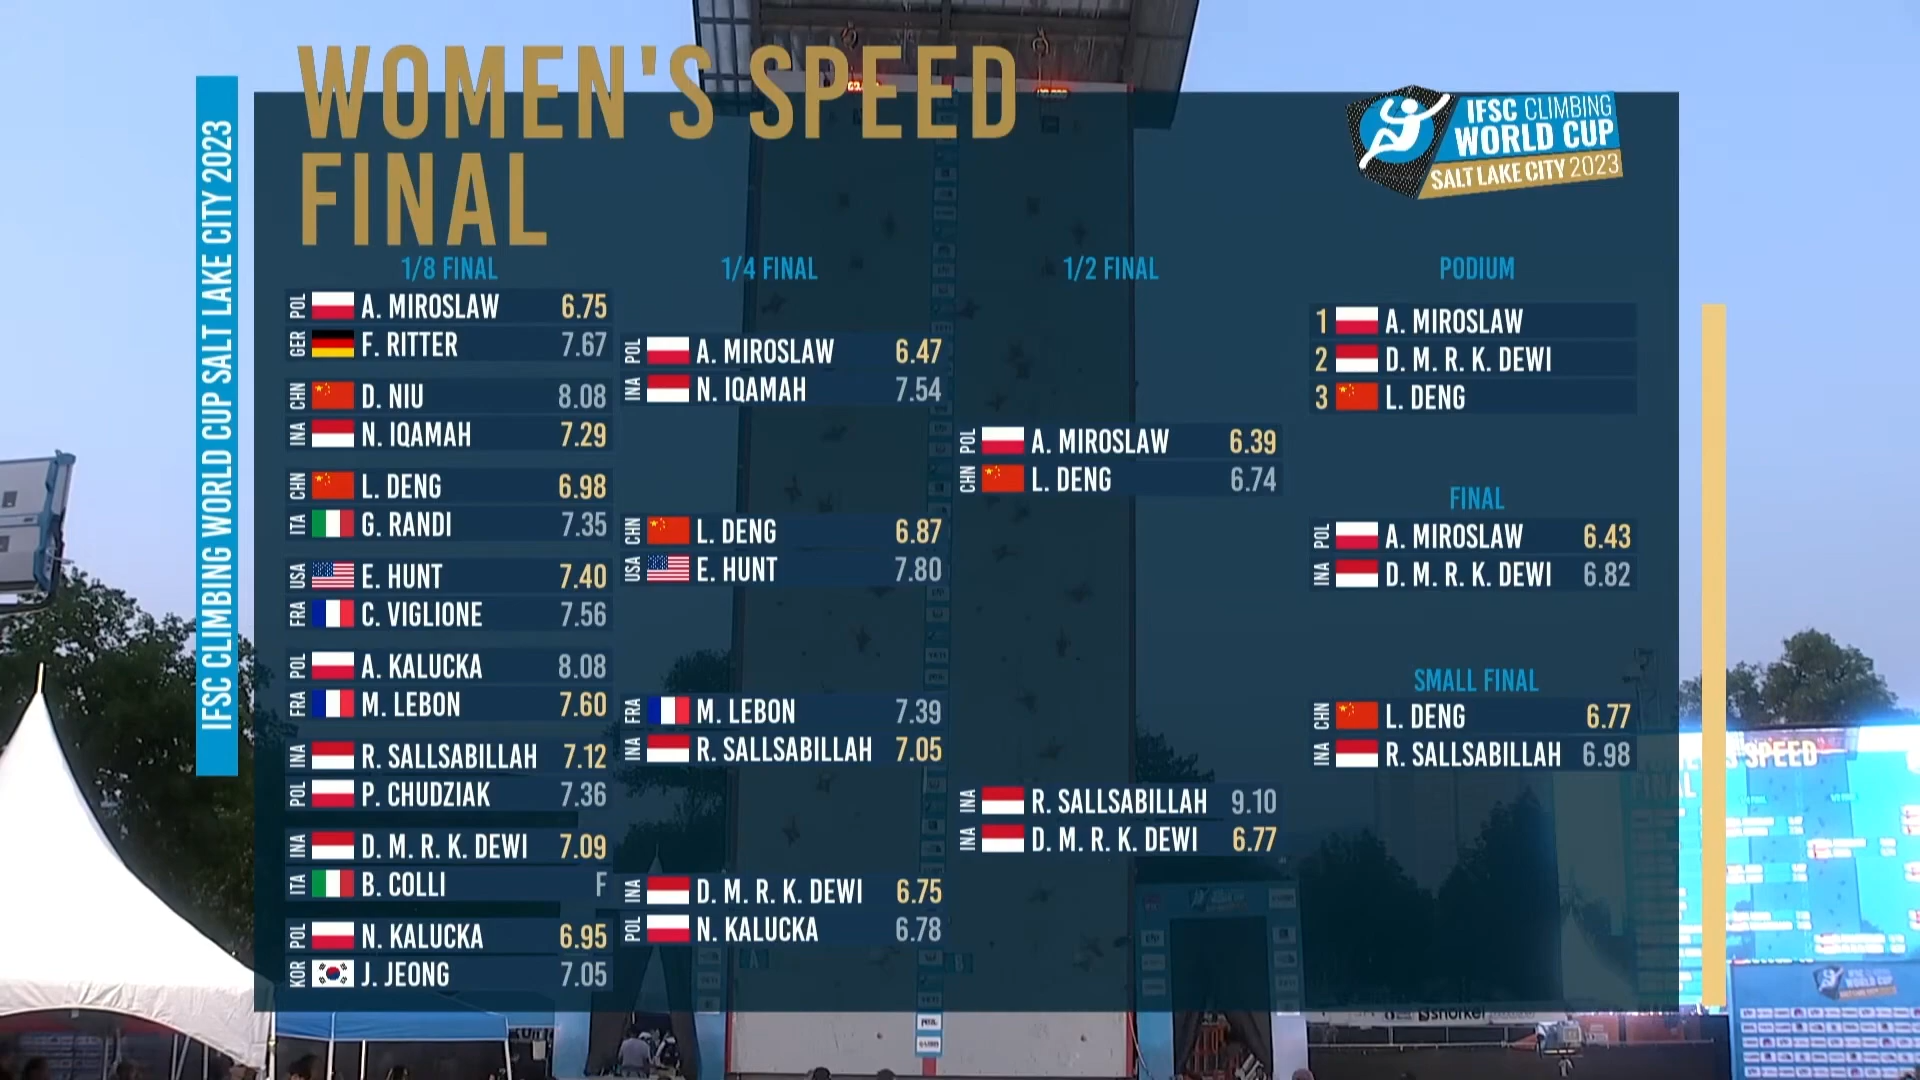 WOMEN'S SPEED
FINAL
IFSC CLIMBING WORLD CUP SALT LAKE CITY 2023
IFSC CLIMBING
WORLD CUP
SALT LAKE CITY 2023
1/8 FINAL
POL A. MIROSLAW 6.75
GER F. RITTER 7.67
CHN D. NIU 8.08
INA N. IQAMAH 7.29
CHN L. DENG 6.98
ITA G. RANDI 7.35
USA E. HUNT 7.40
FRA C. VIGLIONE 7.56
POL A. KALUCKA 8.08
FRA M. LEBON 7.60
INA R. SALLSABILLAH 7.12
POL P. CHUDZIAK 7.36
INA D. M. R. K. DEWI 7.09
ITA B. COLLI F
POL N. KALUCKA 6.95
KOR J. JEONG 7.05
1/4 FINAL
POL A. MIROSLAW 6.47
INA N. IQAMAH 7.54
CHN L. DENG 6.87
USA E. HUNT 7.80
FRA M. LEBON 7.39
INA R. SALLSABILLAH 7.05
INA D. M. R. K. DEWI 6.75
POL N. KALUCKA 6.78
1/2 FINAL
POL A. MIROSLAW 6.39
CHN L. DENG 6.74
INA R. SALLSABILLAH 9.10
INA D. M. R. K. DEWI 6.77
PODIUM
1 A. MIROSLAW
2 D. M. R. K. DEWI
3 L. DENG
FINAL
POL A. MIROSLAW 6.43
INA D. M. R. K. DEWI 6.82
SMALL FINAL
CHN L. DENG 6.77
INA R. SALLSABILLAH 6.98
SPEED